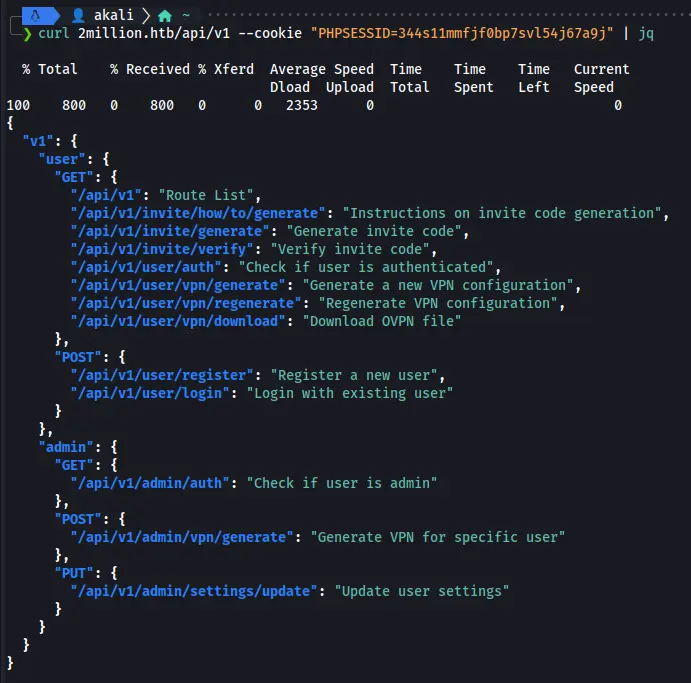 akali ~
❯ curl 2million.htb/api/v1 --cookie "PHPSESSID=344s11mmfjf0bp7svl54j67a9j" | jq
% Total % Received % Xferd Average Speed Time Time Time Current
Dload Upload Total Spent Left Speed
100 800 0 800 0 0 2353 0 0
{
"v1": {
"user": {
"GET": {
"/api/v1": "Route List",
"/api/v1/invite/how/to/generate": "Instructions on invite code generation",
"/api/v1/invite/generate": "Generate invite code",
"/api/v1/invite/verify": "Verify invite code",
"/api/v1/user/auth": "Check if user is authenticated",
"/api/v1/user/vpn/generate": "Generate a new VPN configuration",
"/api/v1/user/vpn/regenerate": "Regenerate VPN configuration",
"/api/v1/user/vpn/download": "Download OVPN file"
},
"POST": {
"/api/v1/user/register": "Register a new user",
"/api/v1/user/login": "Login with existing user"
}
},
"admin": {
"GET": {
"/api/v1/admin/auth": "Check if user is admin"
},
"POST": {
"/api/v1/admin/vpn/generate": "Generate VPN for specific user"
},
"PUT": {
"/api/v1/admin/settings/update": "Update user settings"
}
}
}
}